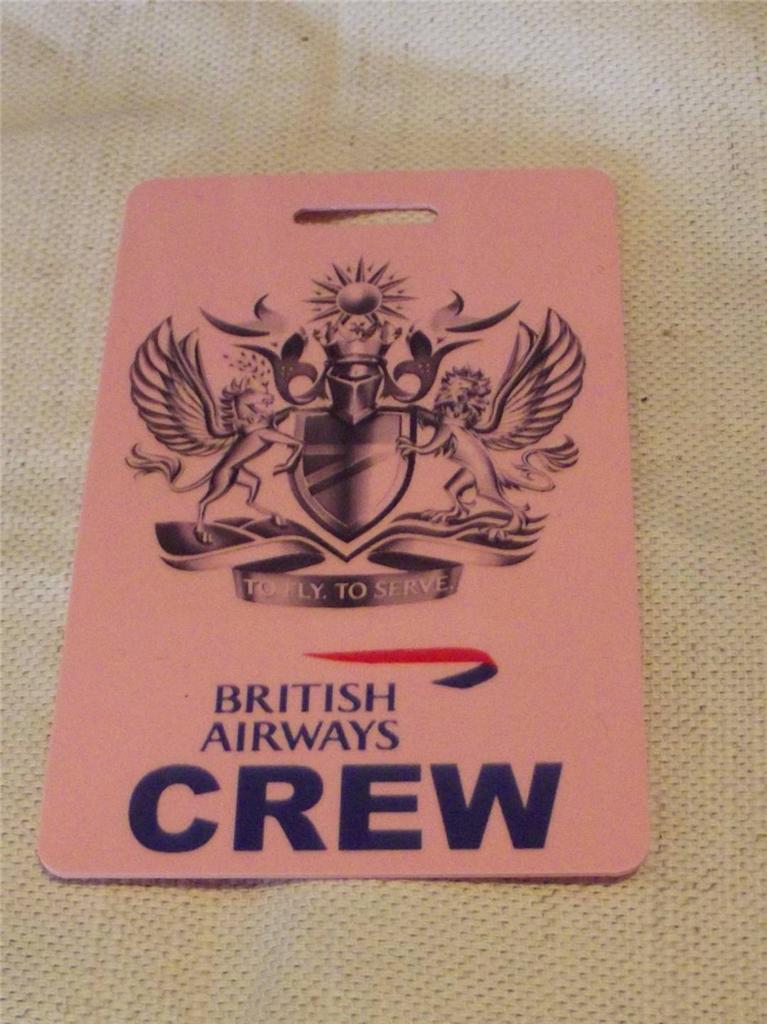 TO FLY. TO SERVE.
BRITISH
AIRWAYS
CREW